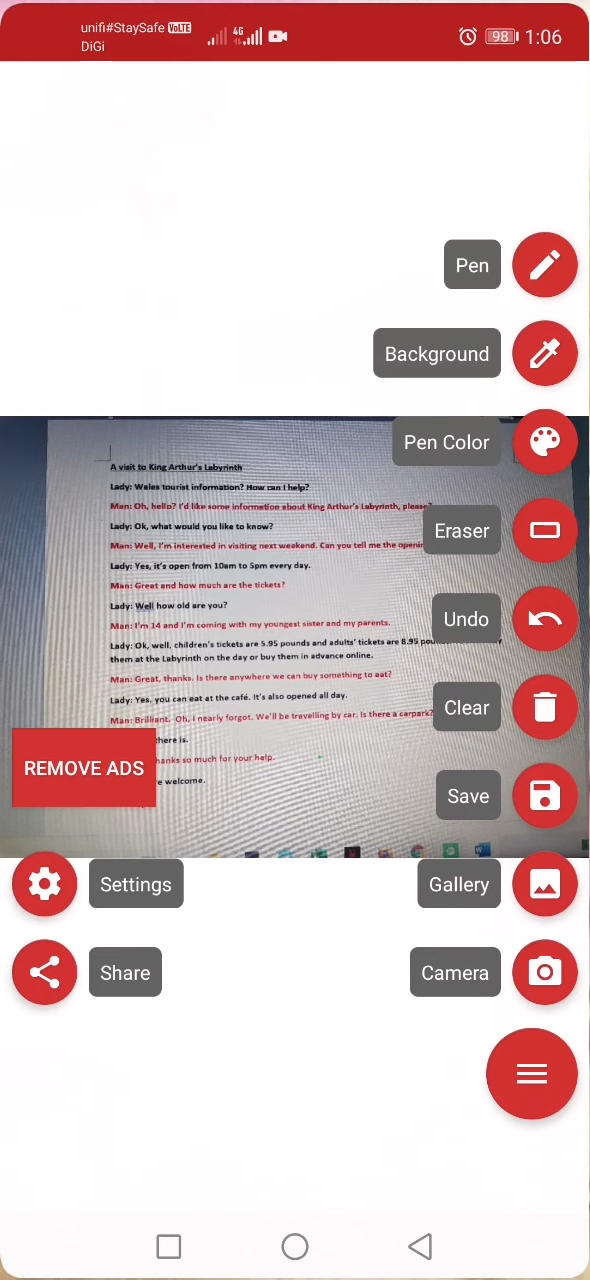 unifi#StaySafe VoLTE
DiGi
4G
98
1:06
Pen
Background
Pen Color
A visit to King Arthur's Labyrinth
Lady: Wales tourist information? How can I help?
Man: Oh, hello? I'd like some information about King Arthur's Labyrinth, please?
Eraser
Lady: Ok, what would you like to know?
Man: Well, I'm interested in visiting next weekend. Can you tell me the
Lady: Yes, it's open from 10am to 5pm every day.
Man: Great and how much are the tickets?
Lady: Well how old are you?
Undo
Man: I'm 14 and I'm coming with my youngest sister and my parents.
Lady: Ok, well, children's tickets are 5.95 pounds and adults' tickets are 8.95
them at the Labyrinth on the day or buy them in advance online.
Man: Great, thanks. Is there anywhere we can buy something to eat?
Lady: Yes, you can eat at the café. It's also opened all day.
Clear
Man: Brilliant. Oh, I nearly forgot. We'll be travelling by car. Is there a carpark?
there is.
hanks so much for your help.
welcome.
REMOVE ADS
Save
Settings
Gallery
Share
Camera